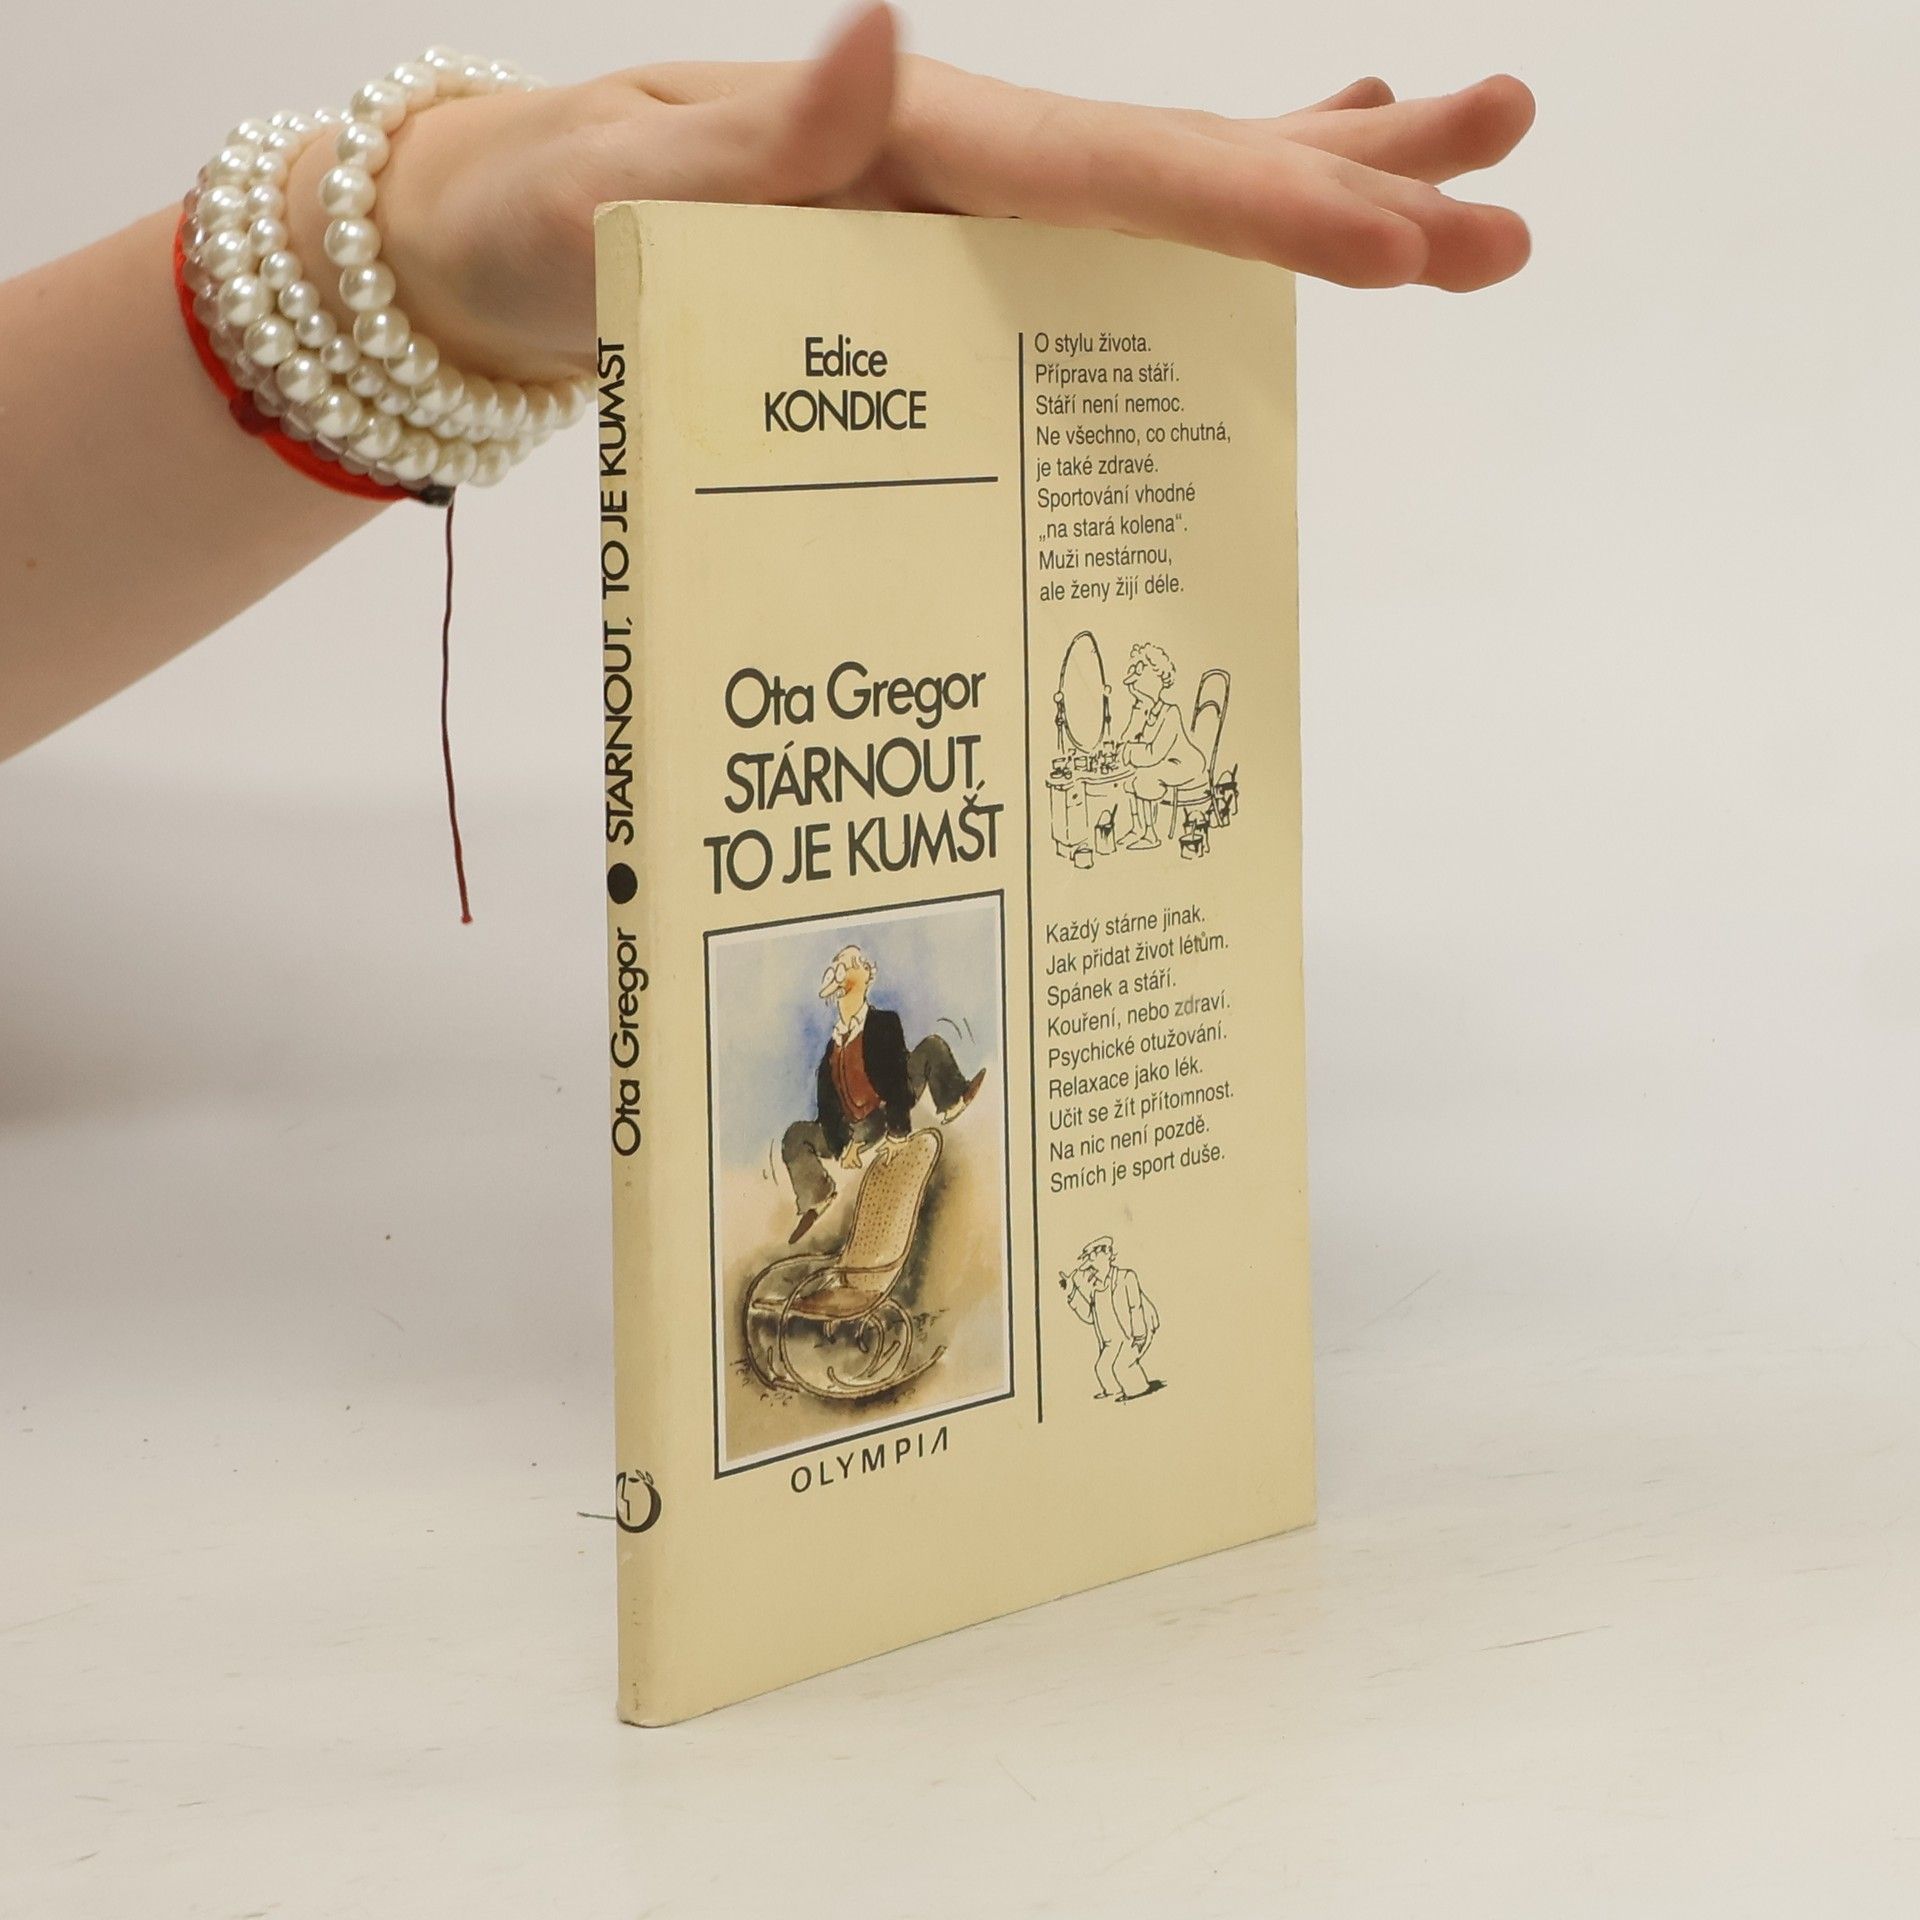 Ota Gregor ● STÁRNOUT, TO JE KUMŠT
Edice
KONDICE
Ota Gregor
STÁRNOUT,
TO JE KUMŠT
OLYMPIA
O stylu života.
Příprava na stáří.
Stáří není nemoc.
Ne všechno, co chutná,
je také zdravé.
Sportování vhodné
„na stará kolena“.
Muži nestárnou,
ale ženy žijí déle.
Každý stárne jinak.
Jak přidat život létům.
Spánek a stáří.
Kouření, nebo zdraví.
Psychické otužování.
Relaxace jako lék.
Učit se žít přítomnost.
Na nic není pozdě.
Smích je sport duše.